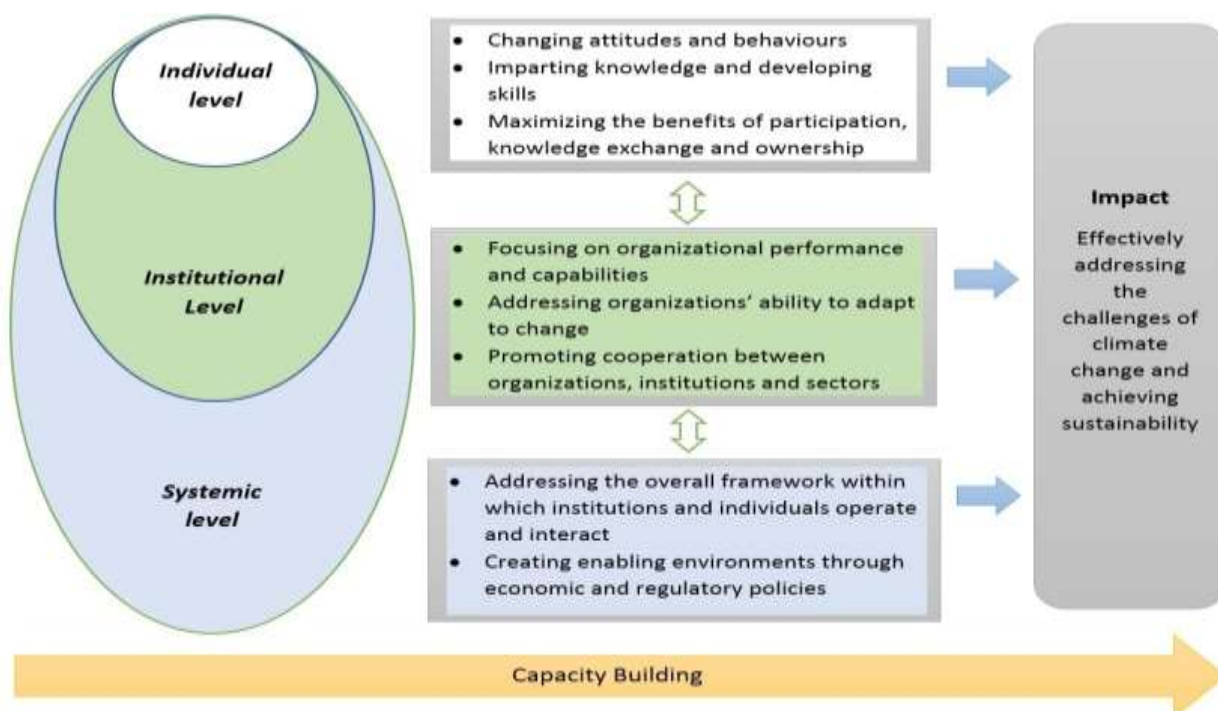 Individual
level
Institutional
Level
Systemic
level
• Changing attitudes and behaviours
• Imparting knowledge and developing
skills
• Maximizing the benefits of participation,
knowledge exchange and ownership
• Focusing on organizational performance
and capabilities
• Addressing organizations’ ability to adapt
to change
• Promoting cooperation between
organizations, institutions and sectors
• Addressing the overall framework within
which institutions and individuals operate
and interact
• Creating enabling environments through
economic and regulatory policies
Impact
Effectively
addressing
the
challenges of
climate
change and
achieving
sustainability
Capacity Building